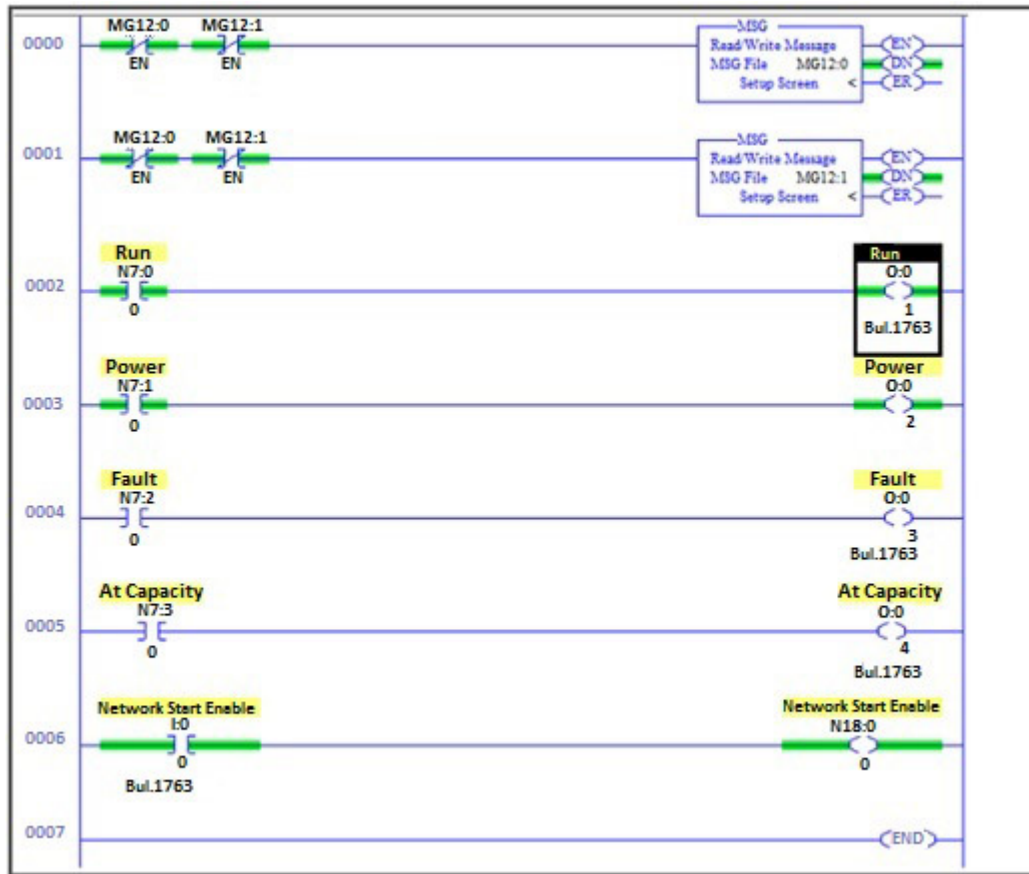 MG12:0 MG12:1
0000
EN EN
MSG
Read/Write Message
MSG File MG12:0
Setup Screen <
EN
DN
ER
MG12:0 MG12:1
0001
EN EN
MSG
Read/Write Message
MSG File MG12:1
Setup Screen <
EN
DN
ER
Run
N7:0
0002
0
Run
O:0
1
Bul.1763
Power
N7:1
0003
0
Power
O:0
2
Fault
N7:2
0004
0
Fault
O:0
3
Bul.1763
At Capacity
N7:3
0005
0
At Capacity
O:0
4
Bul.1763
Network Start Enable
I:0
0006
0
Bul.1763
Network Start Enable
N18:0
0
0007
END